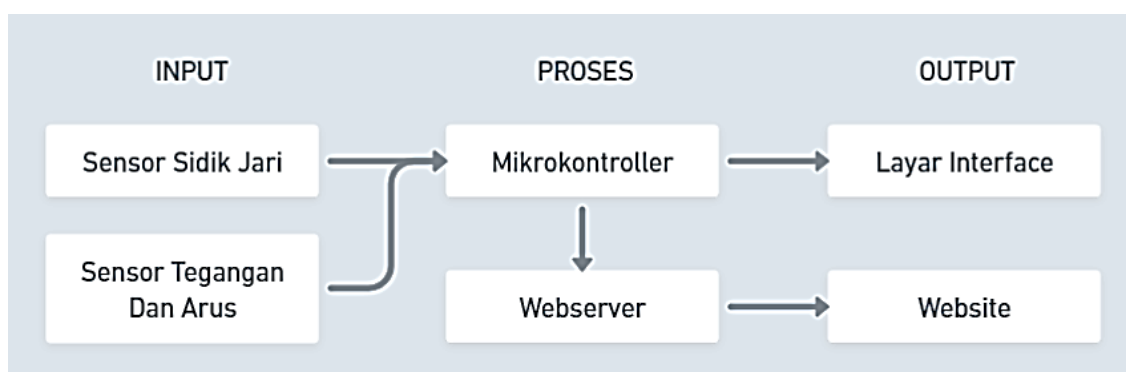 INPUT
PROSES
OUTPUT
Sensor Sidik Jari
Mikrokontroller
Layar Interface
Sensor Tegangan
Dan Arus
Webserver
Website